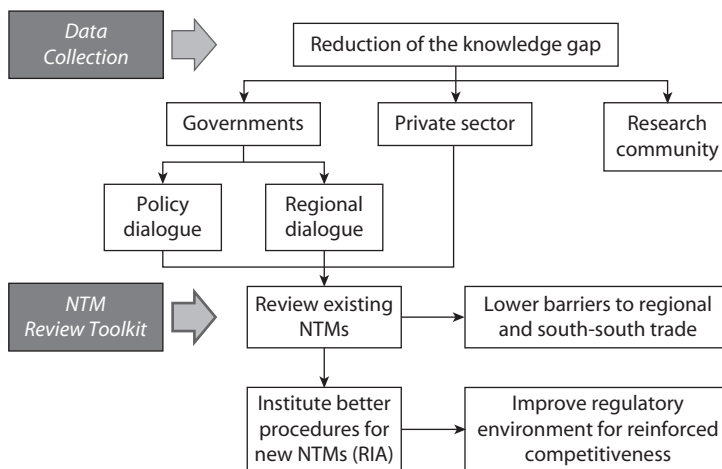 Data
Collection
Reduction of the knowledge gap
Governments
Private sector
Research
community
Policy
dialogue
Regional
dialogue
NTM
Review Toolkit
Review existing
NTMs
Lower barriers to regional
and south-south trade
Institute better
procedures for
new NTMs (RIA)
Improve regulatory
environment for reinforced
competitiveness